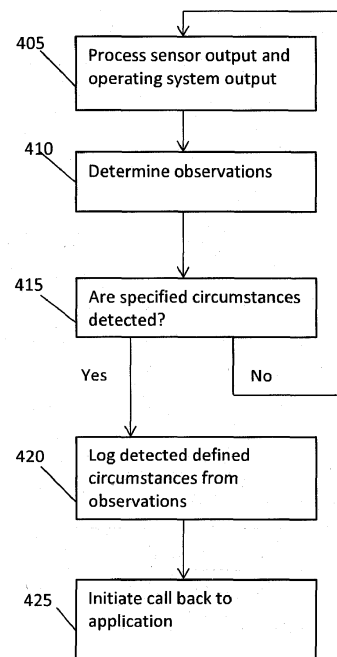 405
Process sensor output and
operating system output
410
Determine observations
415
Are specified circumstances
detected?
Yes
No
420
Log detected defined
circumstances from
observations
425
Initiate call back to
application